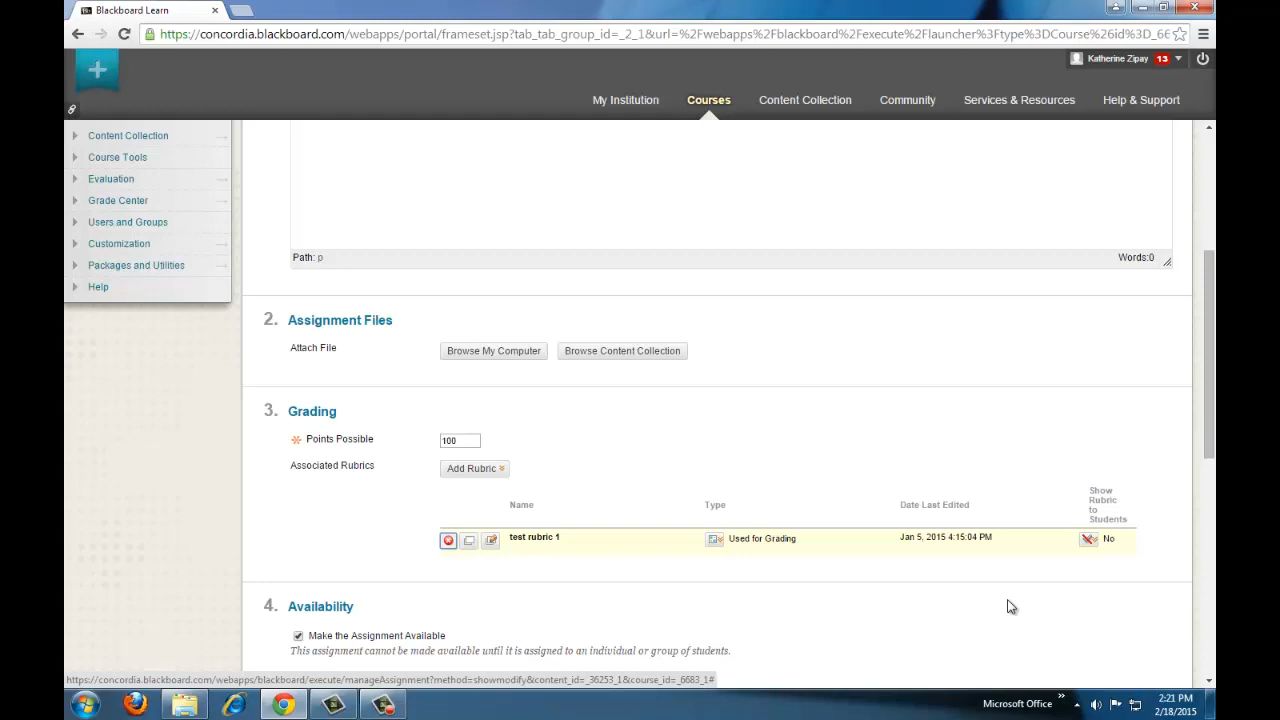 Blackboard Learn
https://concordia.blackboard.com/webapps/portal/frameset.jsp?tab_tab_group_id=_2_1&url=%2Fwebapps%2Fblackboard%2Fexecute%2Flauncher%3Ftype%3DCourse%26id%3D_66
Katherine Zipay 13
My Institution Courses Content Collection Community Services & Resources Help & Support
Content Collection
Course Tools
Evaluation
Grade Center
Users and Groups
Customization
Packages and Utilities
Help
Path: p Words:0
2. Assignment Files
Attach File Browse My Computer Browse Content Collection
3. Grading
Points Possible 100
Associated Rubrics Add Rubric
Name Type Date Last Edited Show Rubric to Students
test rubric 1 Used for Grading Jan 5, 2015 4:15:04 PM No
4. Availability
Make the Assignment Available
This assignment cannot be made available until it is assigned to an individual or group of students.
https://concordia.blackboard.com/webapps/blackboard/execute/manageAssignment?method=showmodify&content_id=_36253_1&course_id=_6683_1#
Microsoft Office
2:21 PM
2/18/2015